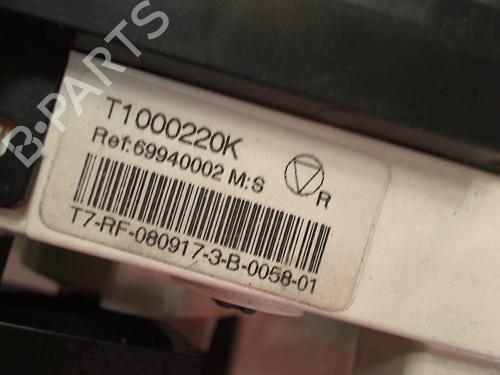 B-PARTS
T1000220K
Ref:69940002 M:S
R
T7-RF-080917-3-B-0058-01